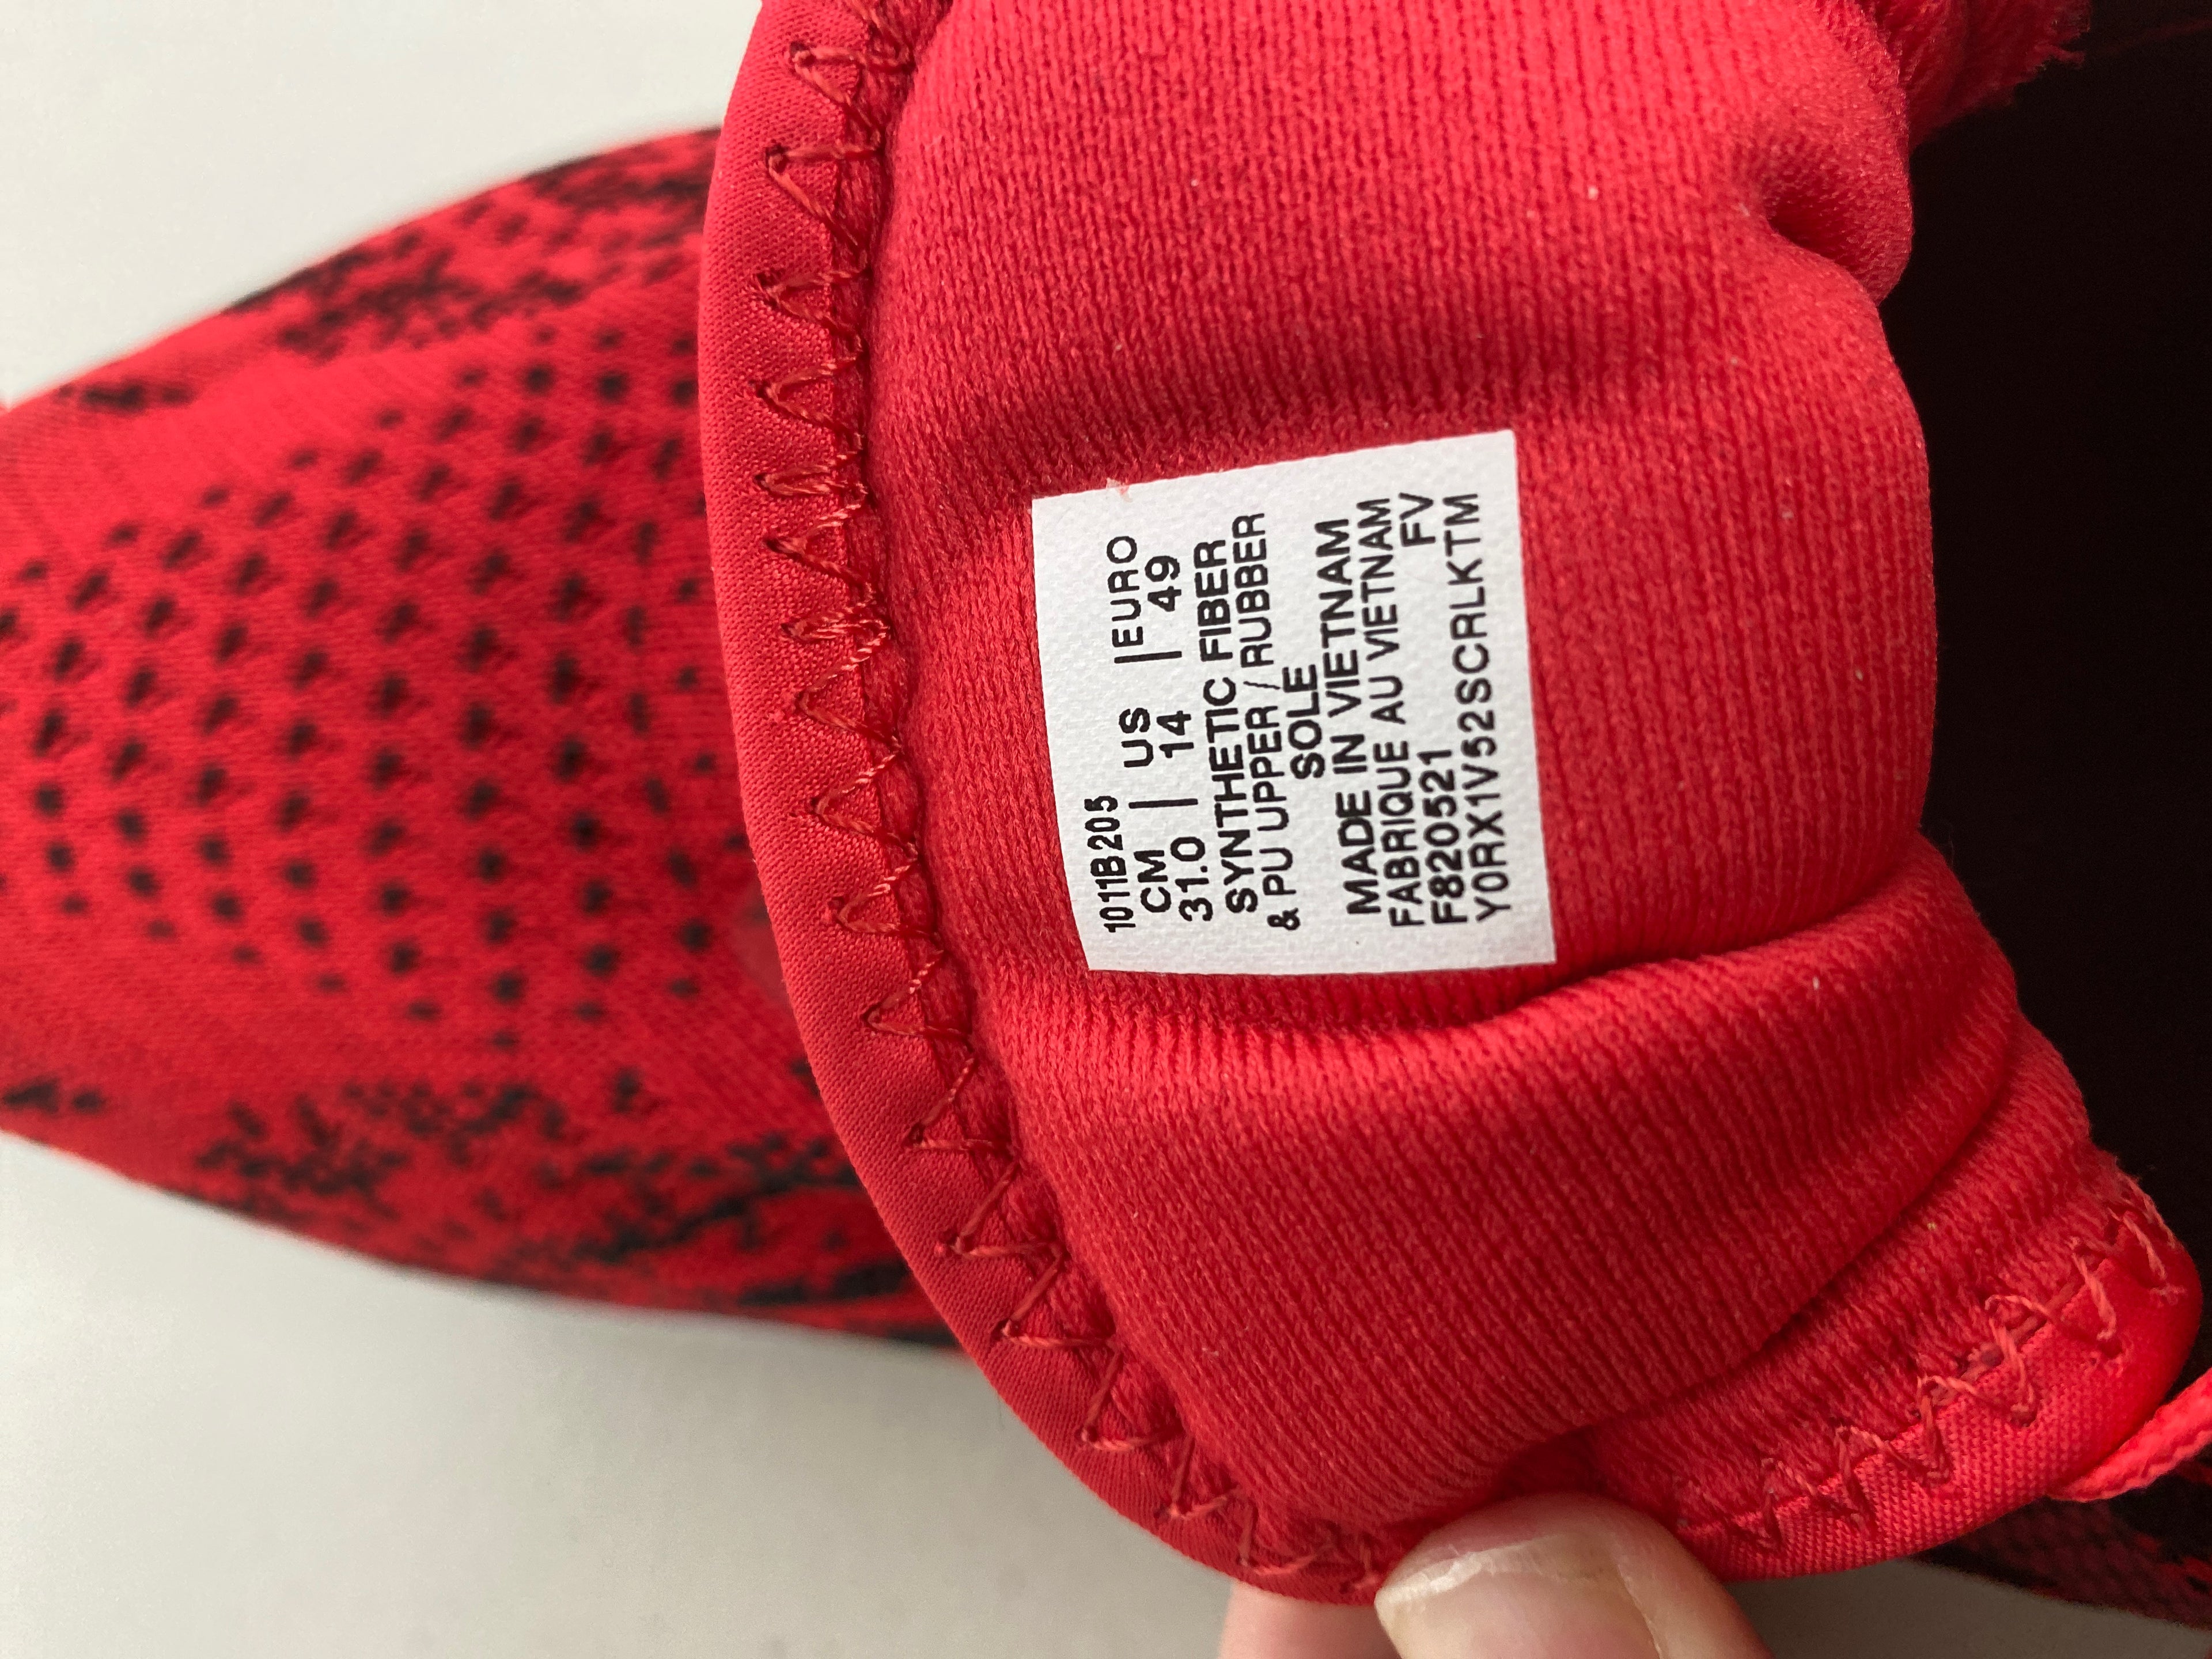 1011B205
CM | US | EURO
31.0 | 14 | 49
SYNTHETIC FIBER
& PU UPPER / RUBBER
SOLE
MADE IN VIETNAM
FABRIQUE AU VIETNAM
F820521 FV
Y0RX1V52SCRLKTM